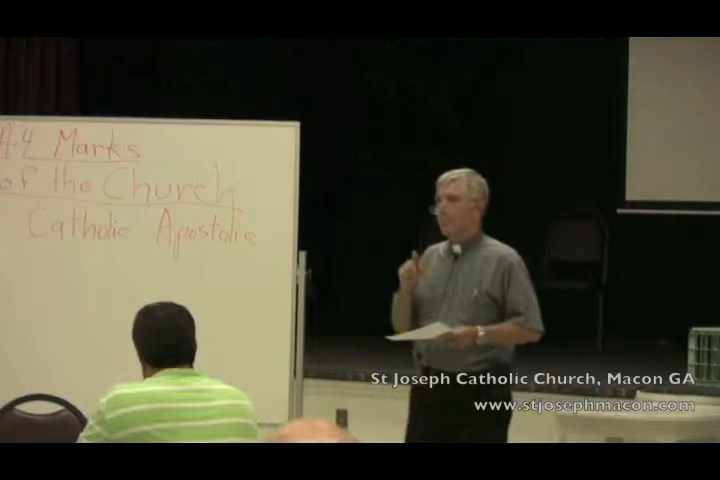 4 Marks
of the Church
Catholic Apostolic
St Joseph Catholic Church, Macon GA
www.stjosephmacon.com